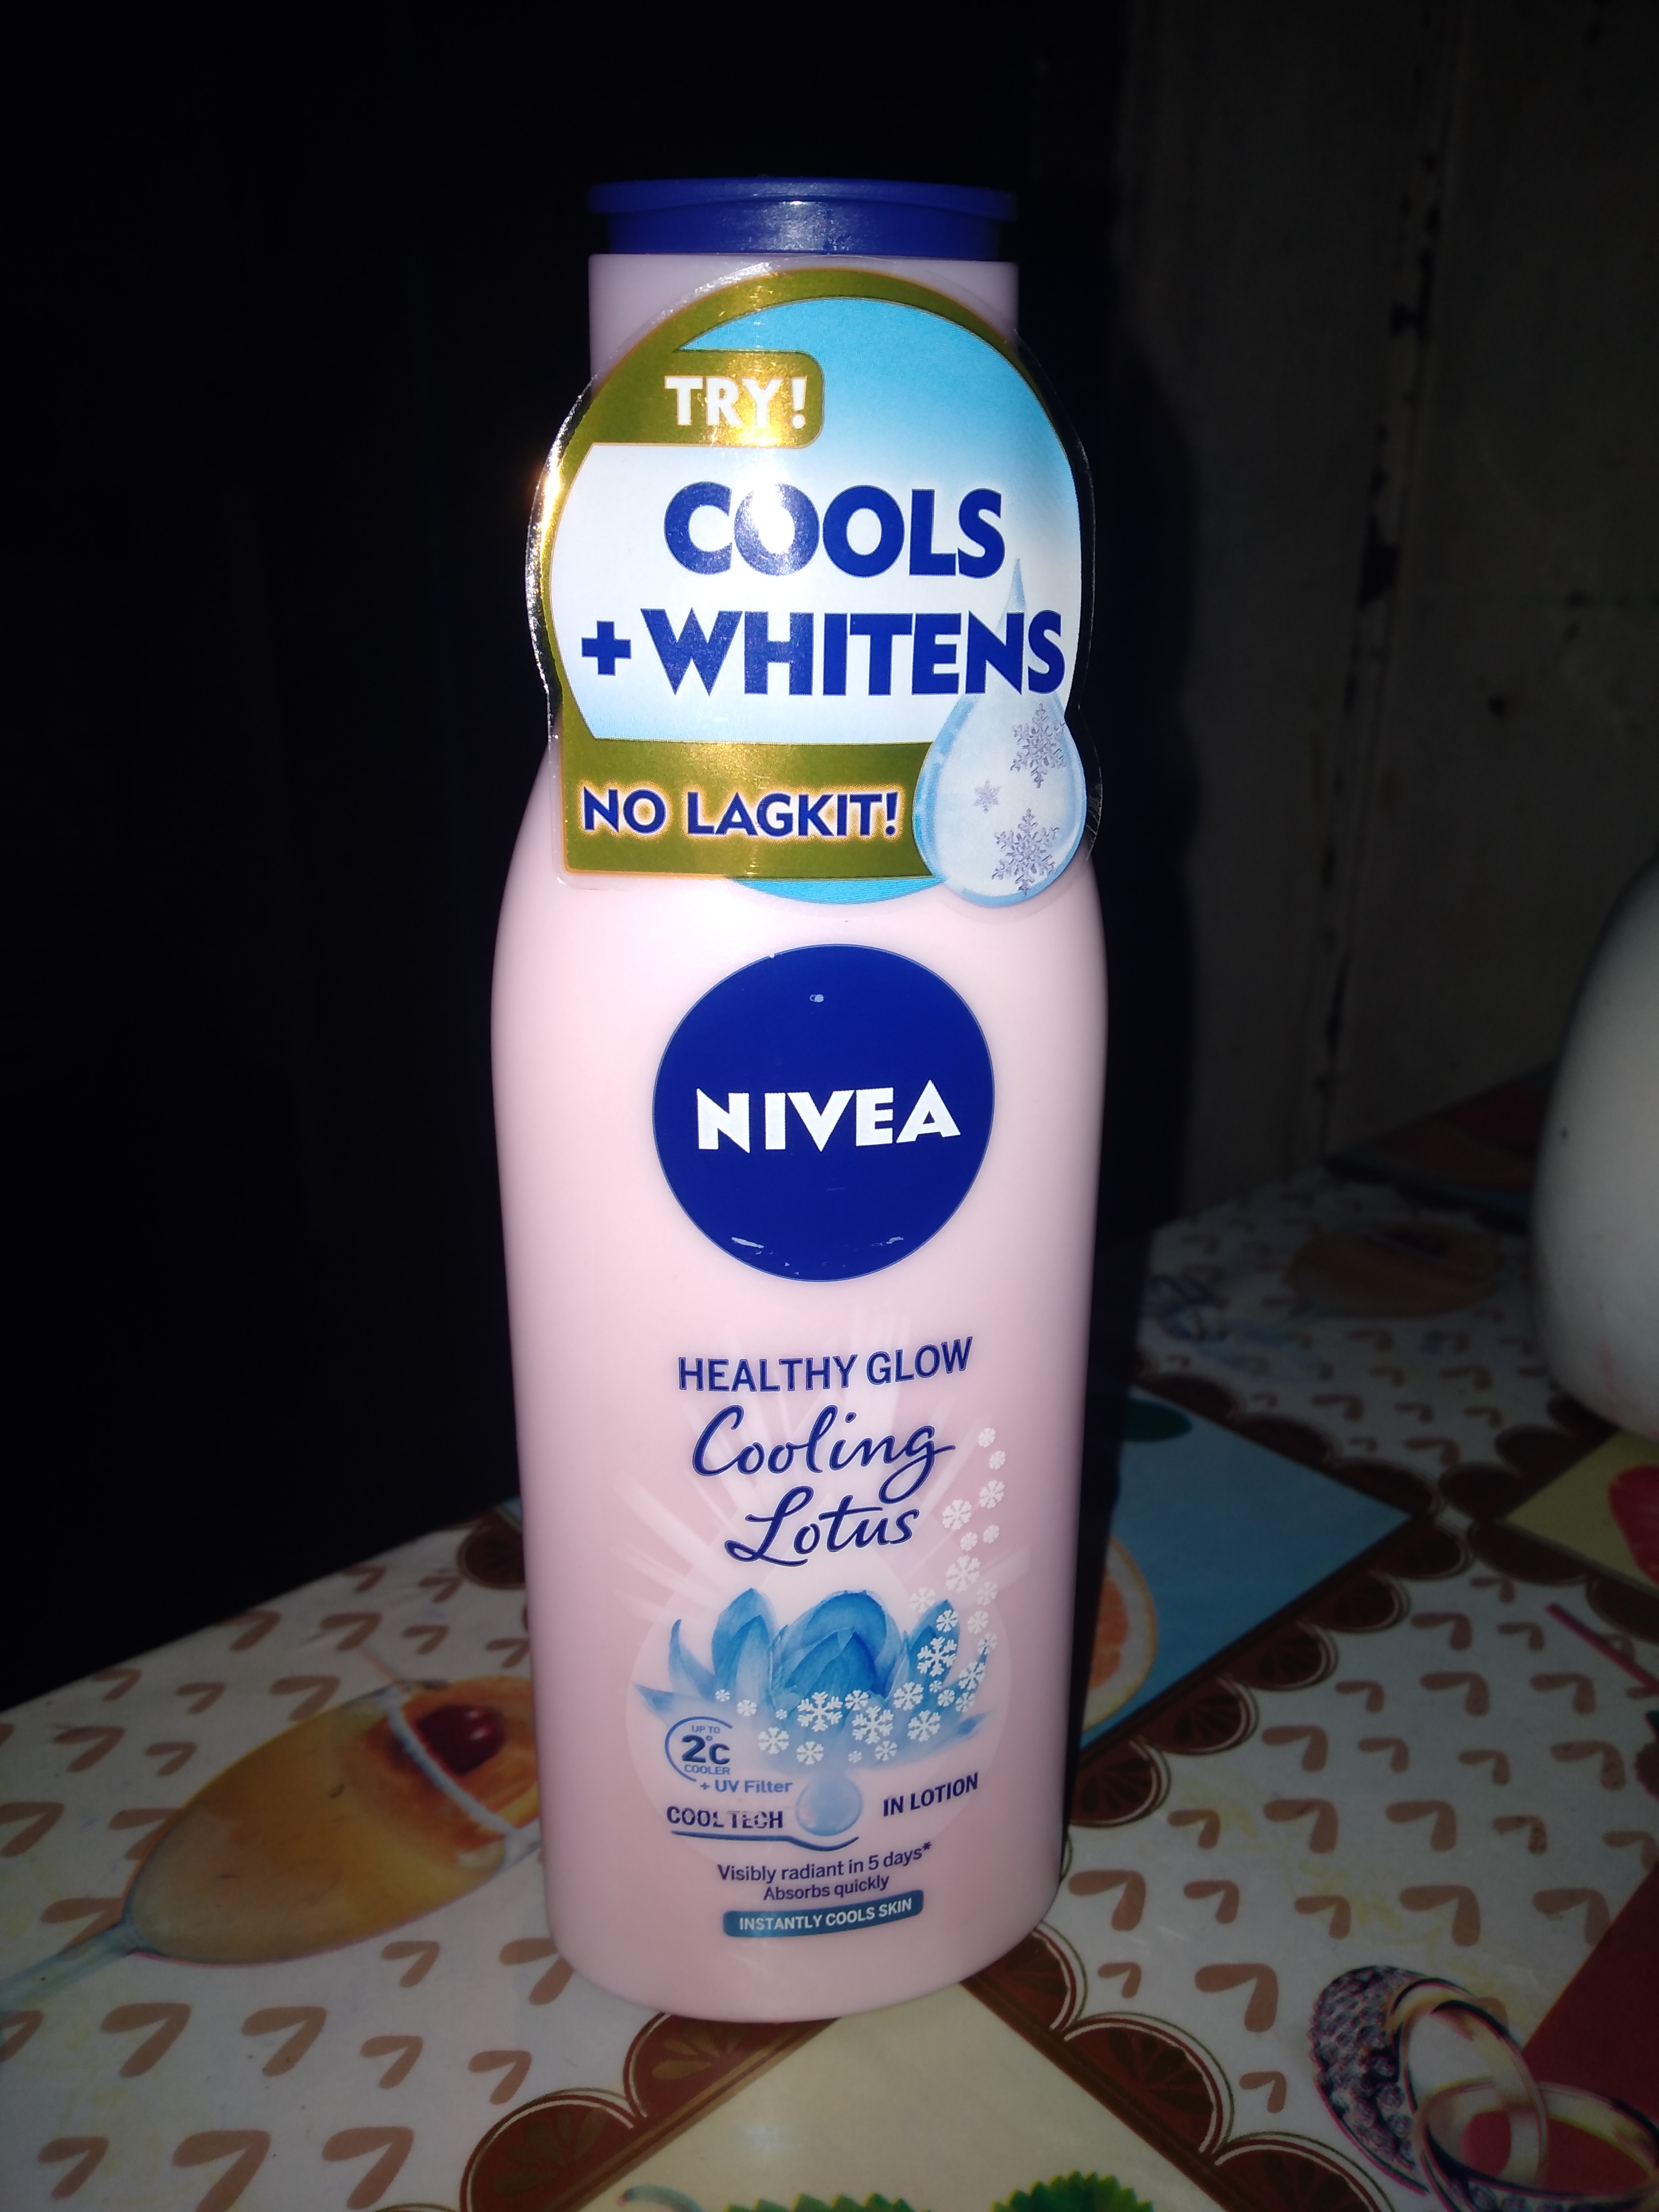 TRY!
COOLS
+WHITENS
NO LAGKIT!
NIVEA
HEALTHY GLOW
Cooling
Lotus
UP TO
2°C
COOLER
+ UV Filter
COOL TECH
IN LOTION
Visibly radiant in 5 days*
Absorbs quickly
INSTANTLY COOLS SKIN